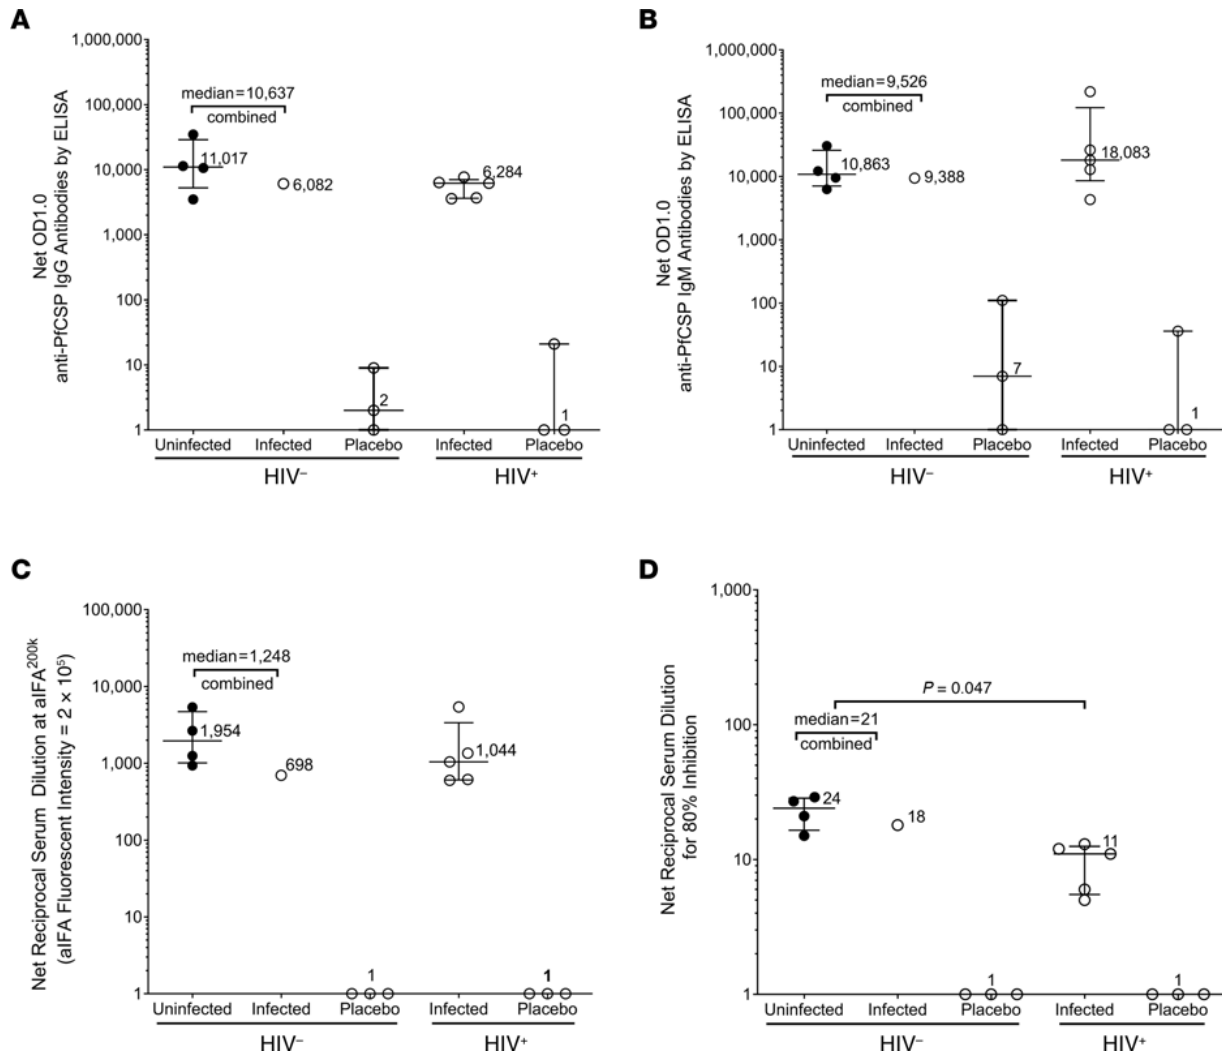 A
Net OD1.0
anti-PfCSP IgG Antibodies by ELISA
1,000,000
100,000
10,000
1,000
100
10
1
median=10,637
combined
11,017
6,082
2
6,284
1
Uninfected Infected Placebo Infected Placebo
HIV⁻ HIV⁺
B
Net OD1.0
anti-PfCSP IgM Antibodies by ELISA
1,000,000
100,000
10,000
1,000
100
10
1
median=9,526
combined
10,863
9,388
7
18,083
1
Uninfected Infected Placebo Infected Placebo
HIV⁻ HIV⁺
C
Net Reciprocal Serum Dilution at aIFA²⁰⁰ᵏ
(aIFA Fluorescent Intensity = 2 × 10⁵)
100,000
10,000
1,000
100
10
1
median=1,248
combined
1,954
698
1
1,044
1
Uninfected Infected Placebo Infected Placebo
HIV⁻ HIV⁺
D
Net Reciprocal Serum Dilution
for 80% Inhibition
1,000
100
10
1
P = 0.047
median=21
combined
24
18
1
11
1
Uninfected Infected Placebo Infected Placebo
HIV⁻ HIV⁺